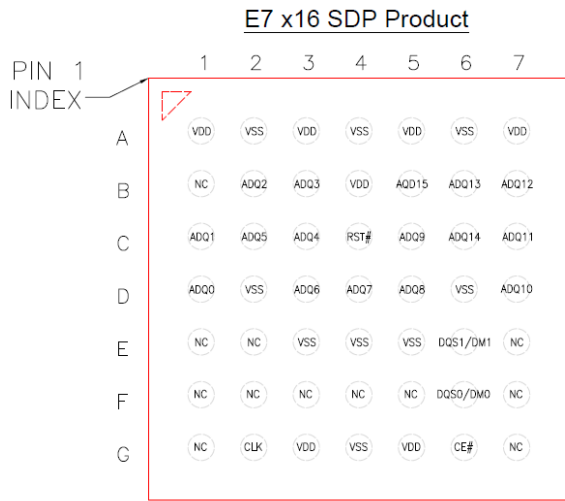 E7 x16 SDP Product
PIN 1
INDEX
1 2 3 4 5 6 7
A VDD VSS VDD VSS VDD VSS VDD
B NC ADQ2 ADQ3 VDD AQD15 ADQ13 ADQ12
C ADQ1 ADQ5 ADQ4 RST# ADQ9 ADQ14 ADQ11
D ADQ0 VSS ADQ6 ADQ7 ADQ8 VSS ADQ10
E NC NC VSS VSS VSS DQS1/DM1 NC
F NC NC NC NC NC DQS0/DM0 NC
G NC CLK VDD VSS VDD CE# NC